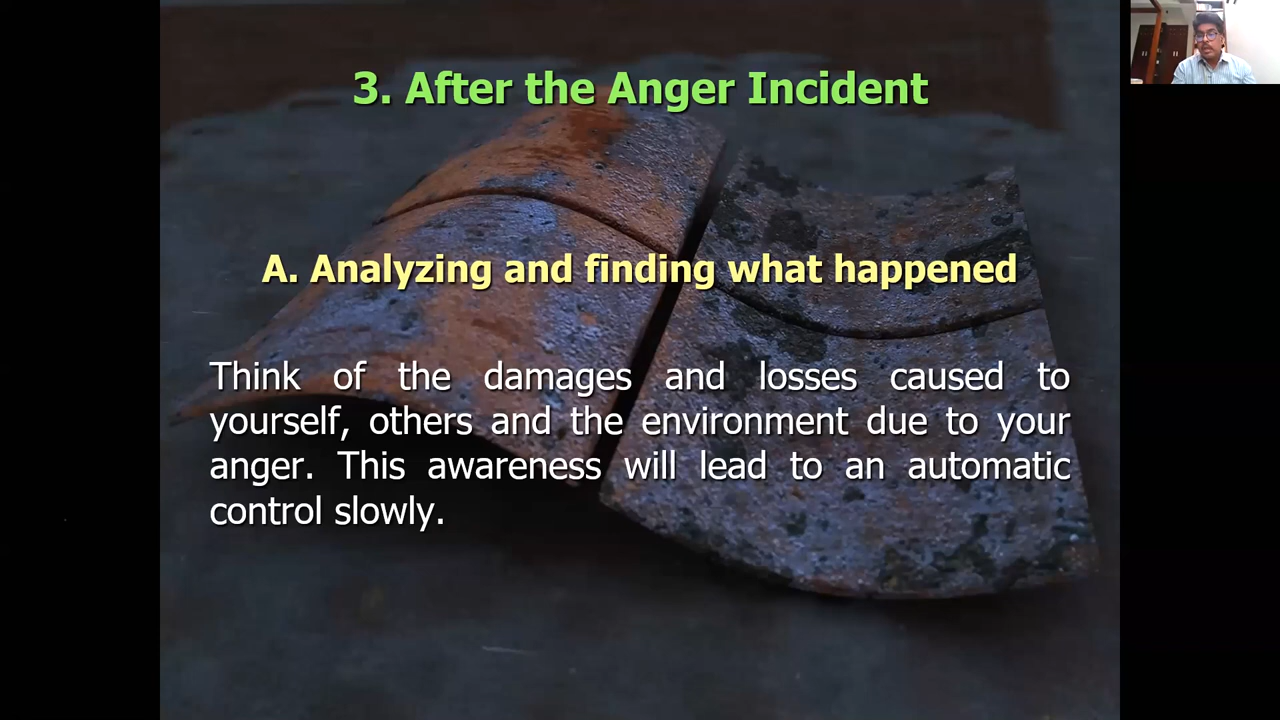 3. After the Anger Incident
A. Analyzing and finding what happened
Think of the damages and losses caused to
yourself, others and the environment due to your
anger. This awareness will lead to an automatic
control slowly.